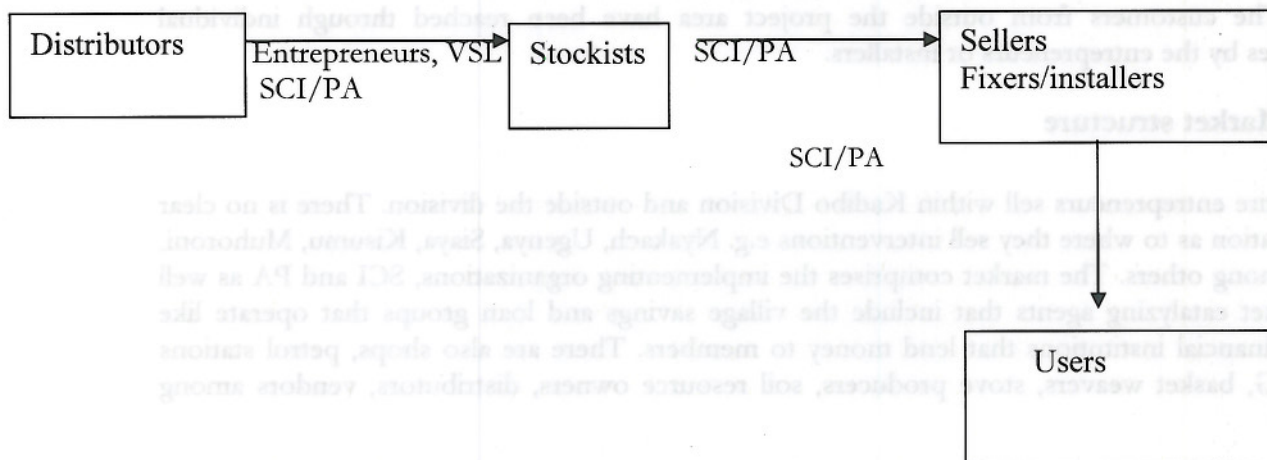 Distributors
Entrepreneurs, VSL
SCI/PA
Stockists
SCI/PA
Sellers
Fixers/installers
SCI/PA
Users